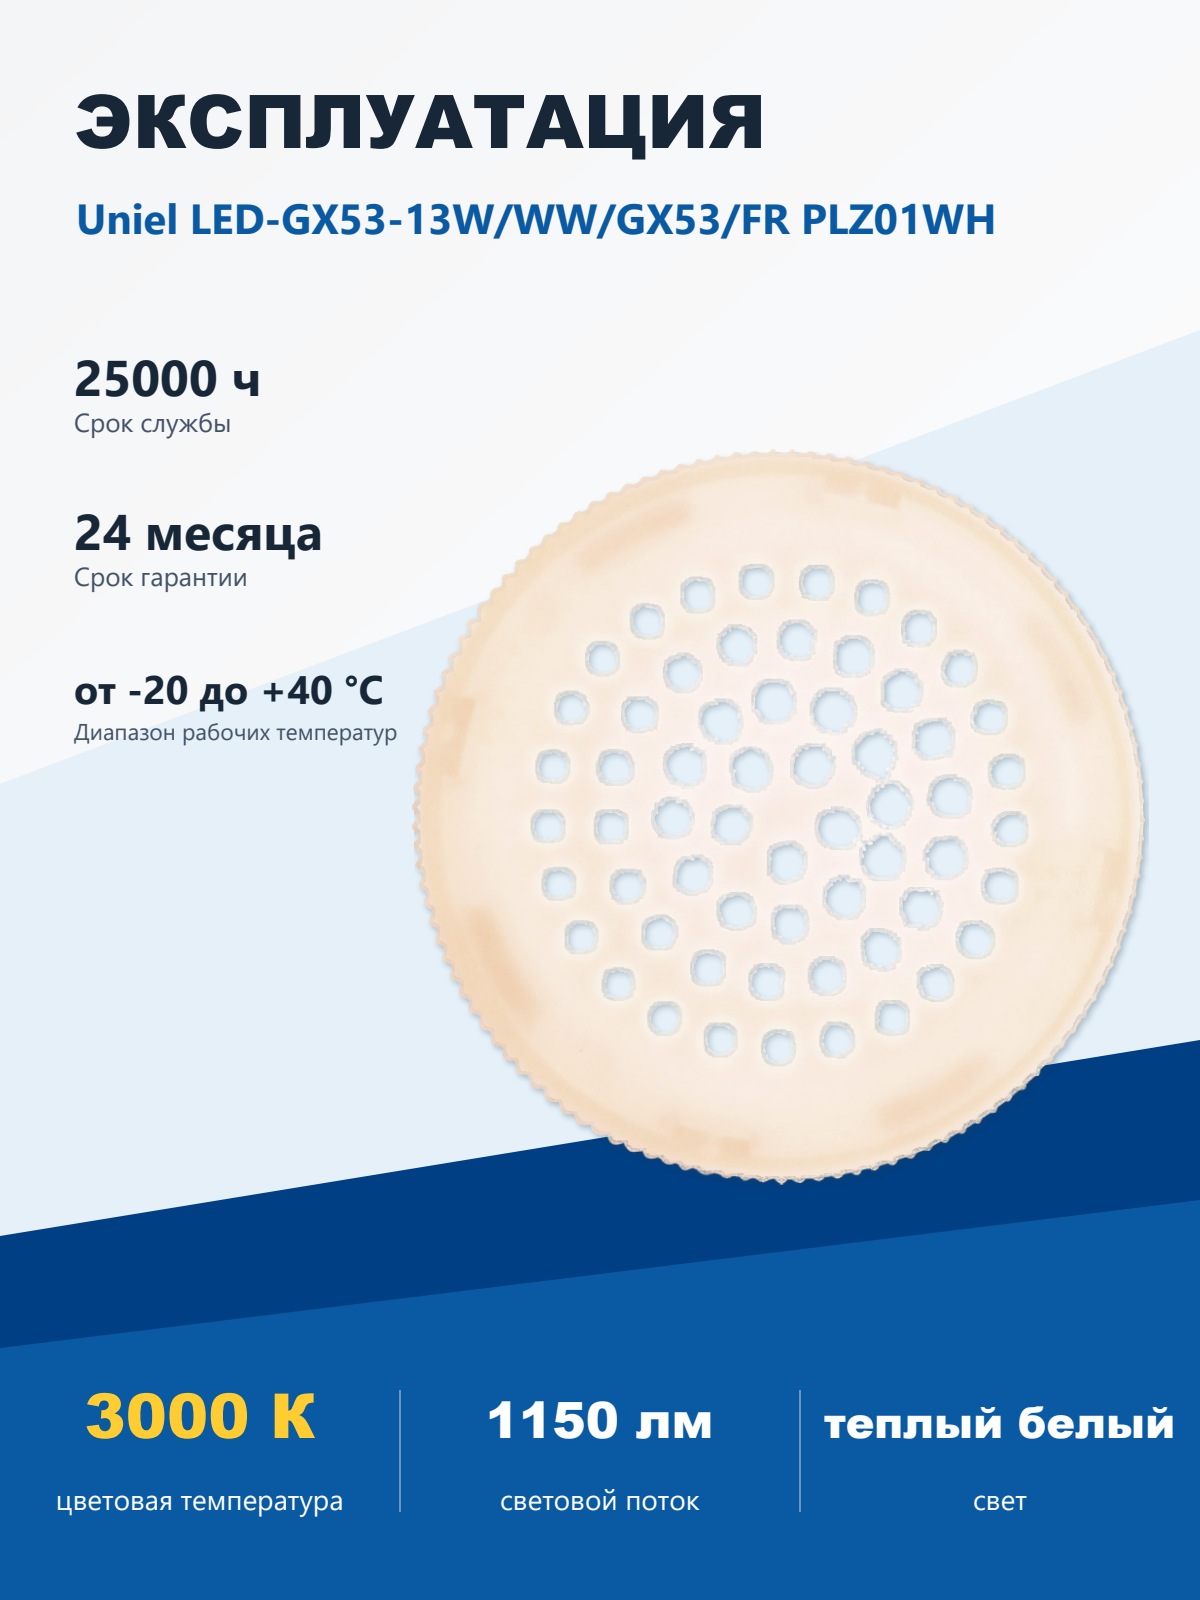 ЭКСПЛУАТАЦИЯ
Uniel LED-GX53-13W/WW/GX53/FR PLZ01WH
25000 ч
Срок службы
24 месяца
Срок гарантии
от -20 до +40 °C
Диапазон рабочих температур
3000 К
цветовая температура
1150 лм
световой поток
теплый белый
свет